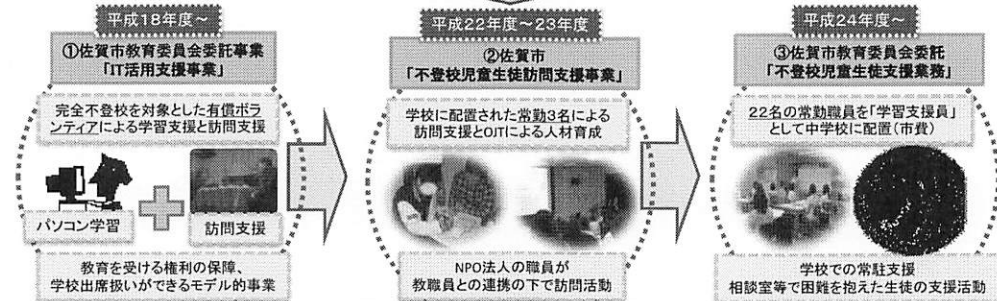 平成18年度～
①佐賀市教育委員会委託事業
「IT活用支援事業」
完全不登校を対象とした有償ボラ
ンティアによる学習支援と訪問支援
パソコン学習
訪問支援
教育を受ける権利の保障、
学校出席扱いができるモデル的事業
平成22年度～23年度
②佐賀市
「不登校児童生徒訪問支援事業」
学校に配置された常勤3名による
訪問支援とOJTによる人材育成
NPO法人の職員が
教職員との連携の下で訪問活動
平成24年度～
③佐賀市教育委員会委託
「不登校児童生徒支援業務」
22名の常勤職員を「学習支援員」
として中学校に配置(市費)
学校での常駐支援
相談室等で困難を抱えた生徒の支援活動